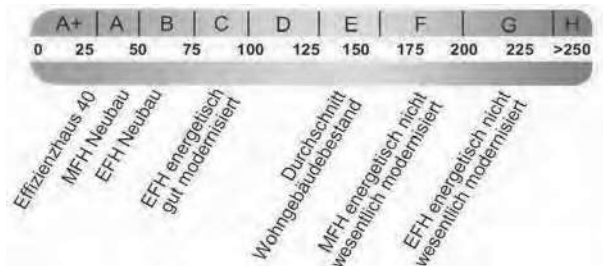 A+ A B C D E F G H
0 25 50 75 100 125 150 175 200 225 >250
Effizienzhaus 40
MFH Neubau
EFH Neubau
EFH energetisch
gut modernisiert
Durchschnitt
Wohngebäudebestand
MFH energetisch nicht
wesentlich modernisiert
EFH energetisch nicht
wesentlich modernisiert